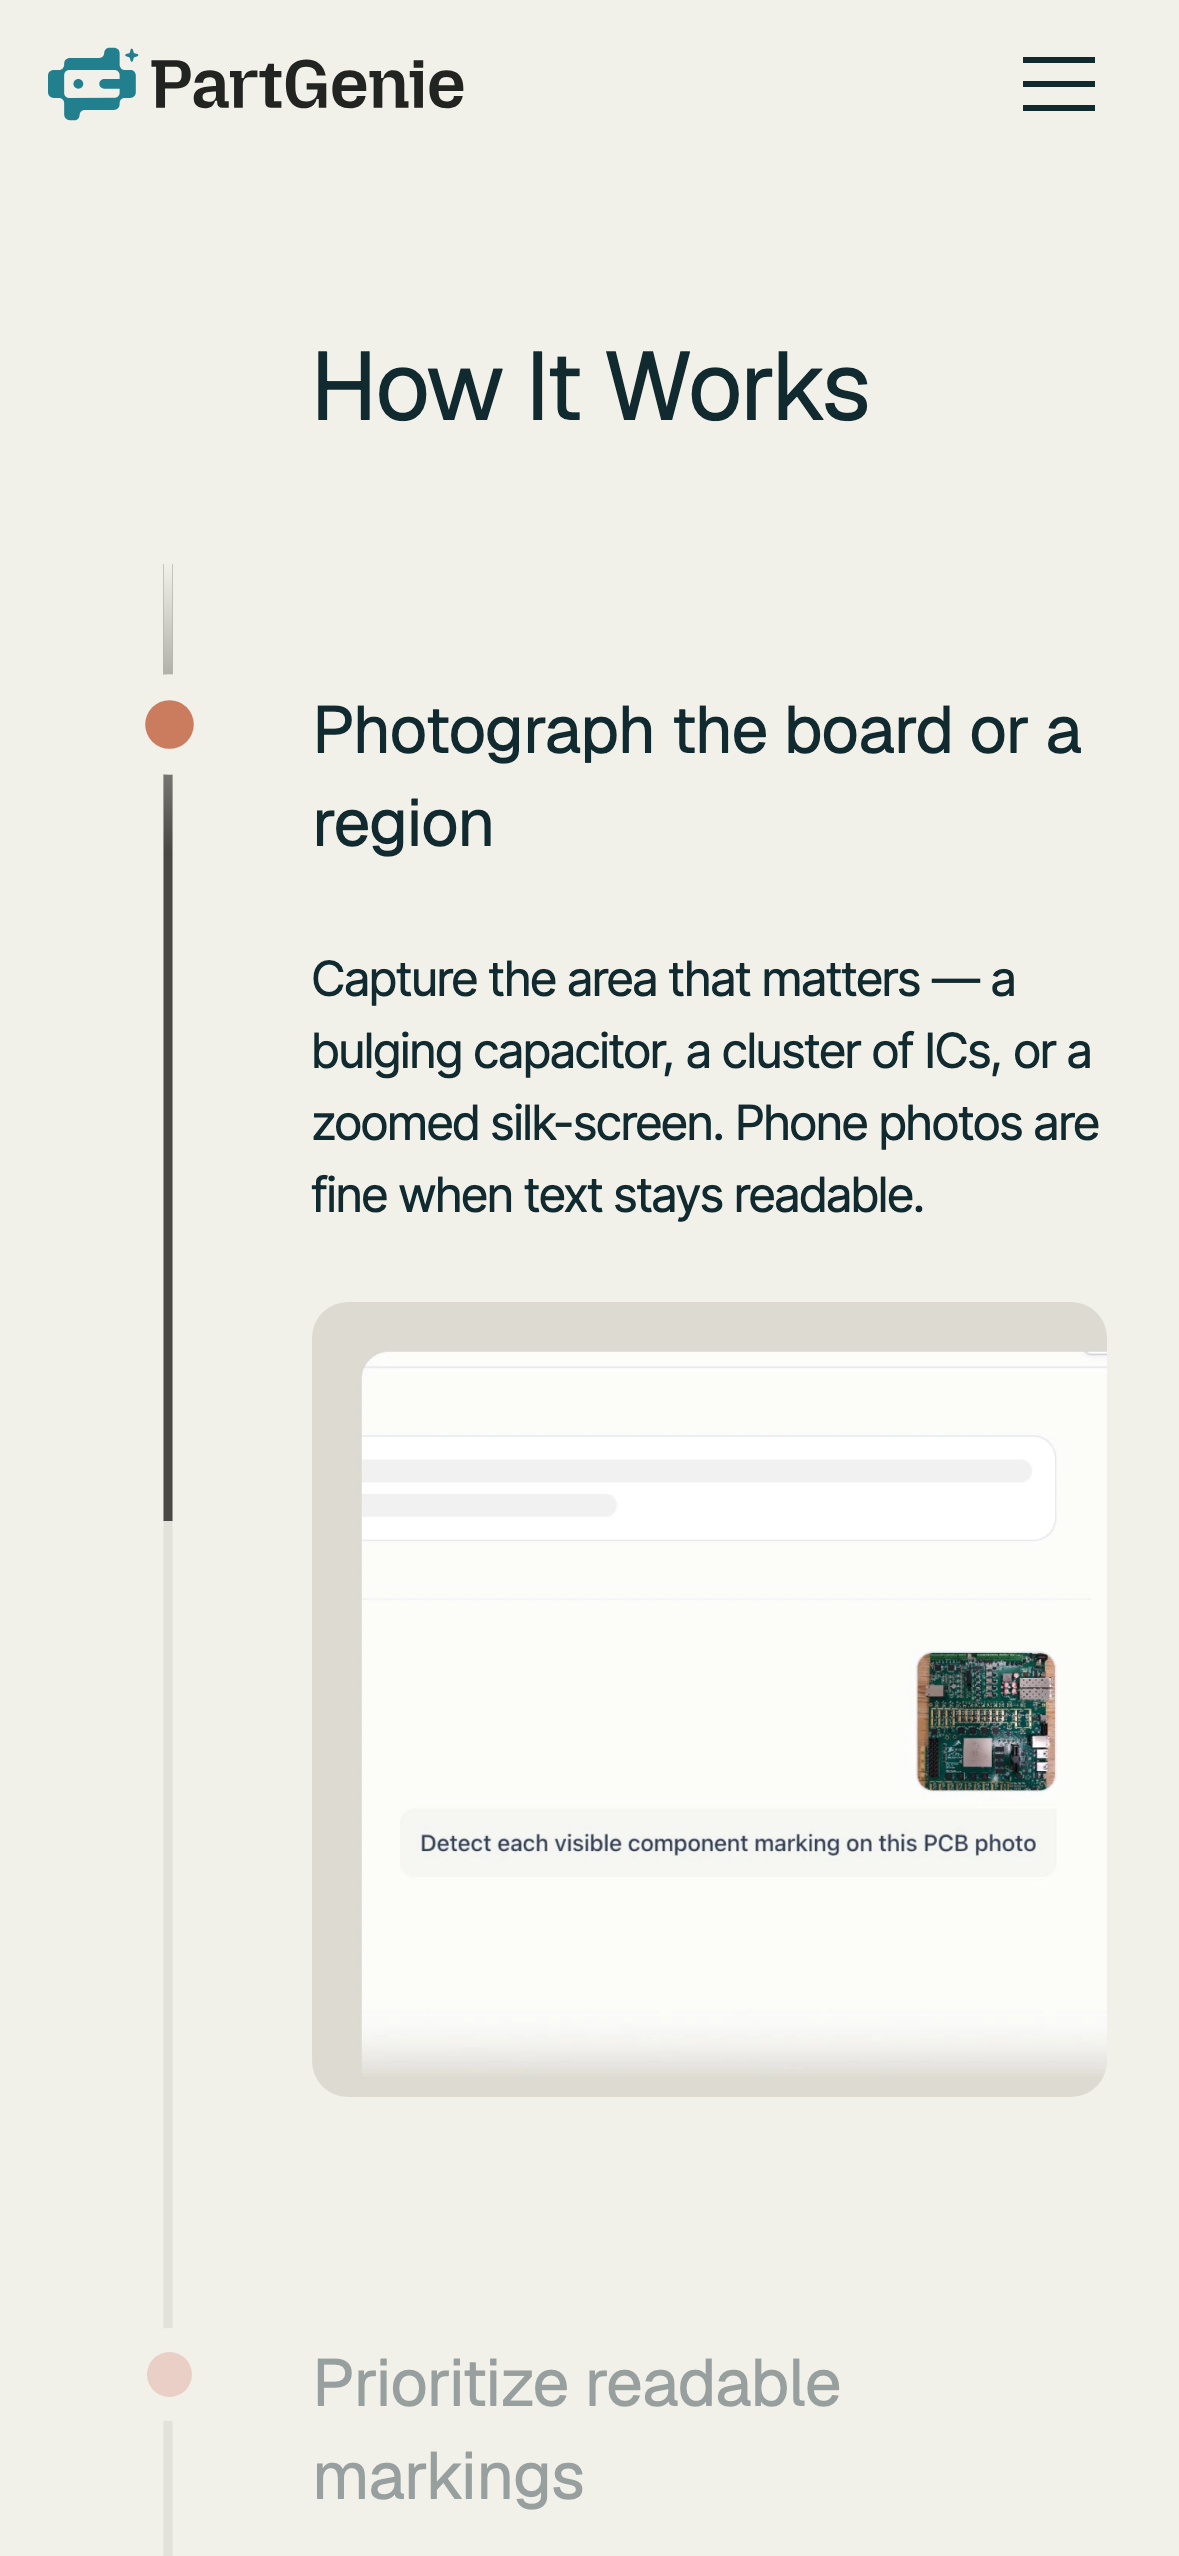 PartGenie
How It Works
Photograph the board or a
region
Capture the area that matters — a
bulging capacitor, a cluster of ICs, or a
zoomed silk-screen. Phone photos are
fine when text stays readable.
Detect each visible component marking on this PCB photo
Prioritize readable
markings